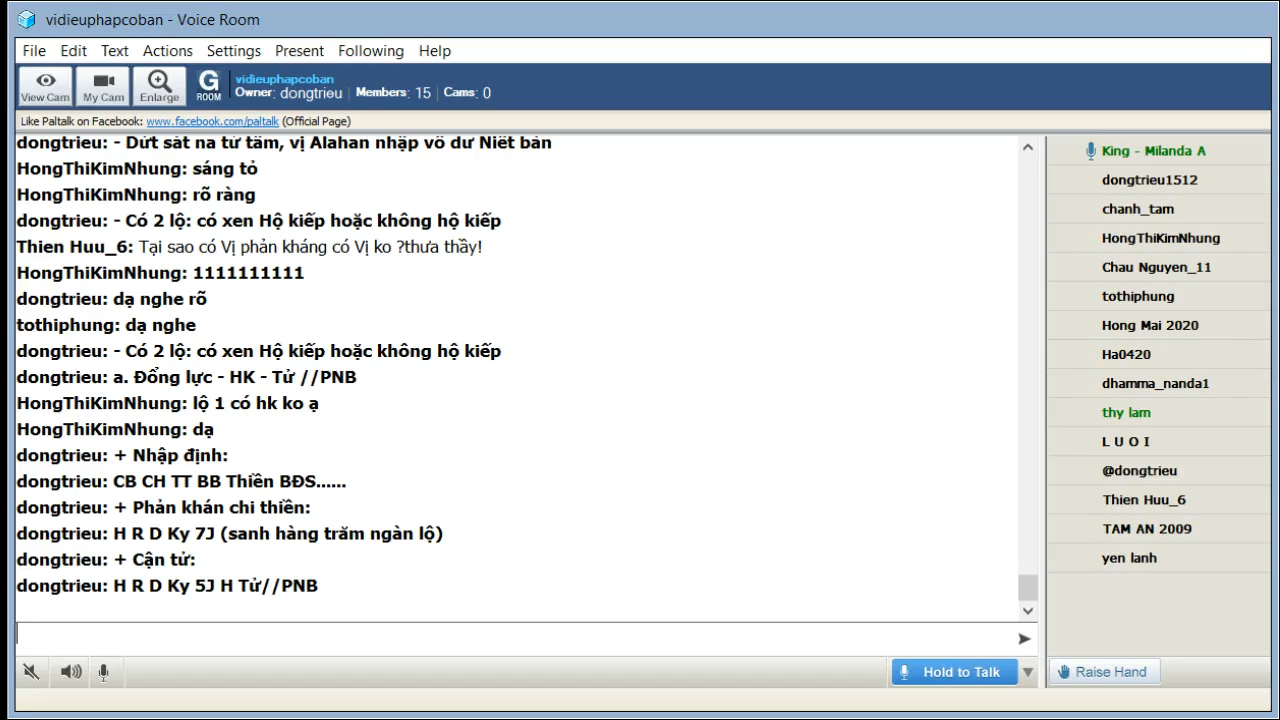 vidieuphapcoban - Voice Room
File Edit Text Actions Settings Present Following Help
View Cam My Cam Enlarge G ROOM
vidieuphapcoban
Owner: dongtrieu | Members: 15 | Cams: 0
Like Paltalk on Facebook: www.facebook.com/paltalk (Official Page)
dongtrieu: - Dứt sát na tử tâm, vị Alahan nhập vô dư Niết bàn
HongThiKimNhung: sáng tỏ
HongThiKimNhung: rõ ràng
dongtrieu: - Có 2 lộ: có xen Hộ kiếp hoặc không hộ kiếp
Thien Huu_6: Tại sao có Vị phản kháng có Vị ko ?thưa thầy!
HongThiKimNhung: 1111111111
dongtrieu: dạ nghe rõ
tothiphung: dạ nghe
dongtrieu: - Có 2 lộ: có xen Hộ kiếp hoặc không hộ kiếp
dongtrieu: a. Đổng lực - HK - Tử //PNB
HongThiKimNhung: lộ 1 có hk ko ạ
HongThiKimNhung: dạ
dongtrieu: + Nhập định:
dongtrieu: CB CH TT BB Thiền BĐS......
dongtrieu: + Phản khán chi thiền:
dongtrieu: H R D Ky 7J (sanh hàng trăm ngàn lộ)
dongtrieu: + Cận tử:
dongtrieu: H R D Ky 5J H Tử//PNB
King - Milanda A
dongtrieu1512
chanh_tam
HongThiKimNhung
Chau Nguyen_11
tothiphung
Hong Mai 2020
Ha0420
dhamma_nanda1
thy lam
L U O I
@dongtrieu
Thien Huu_6
TAM AN 2009
yen lanh
Hold to Talk
Raise Hand